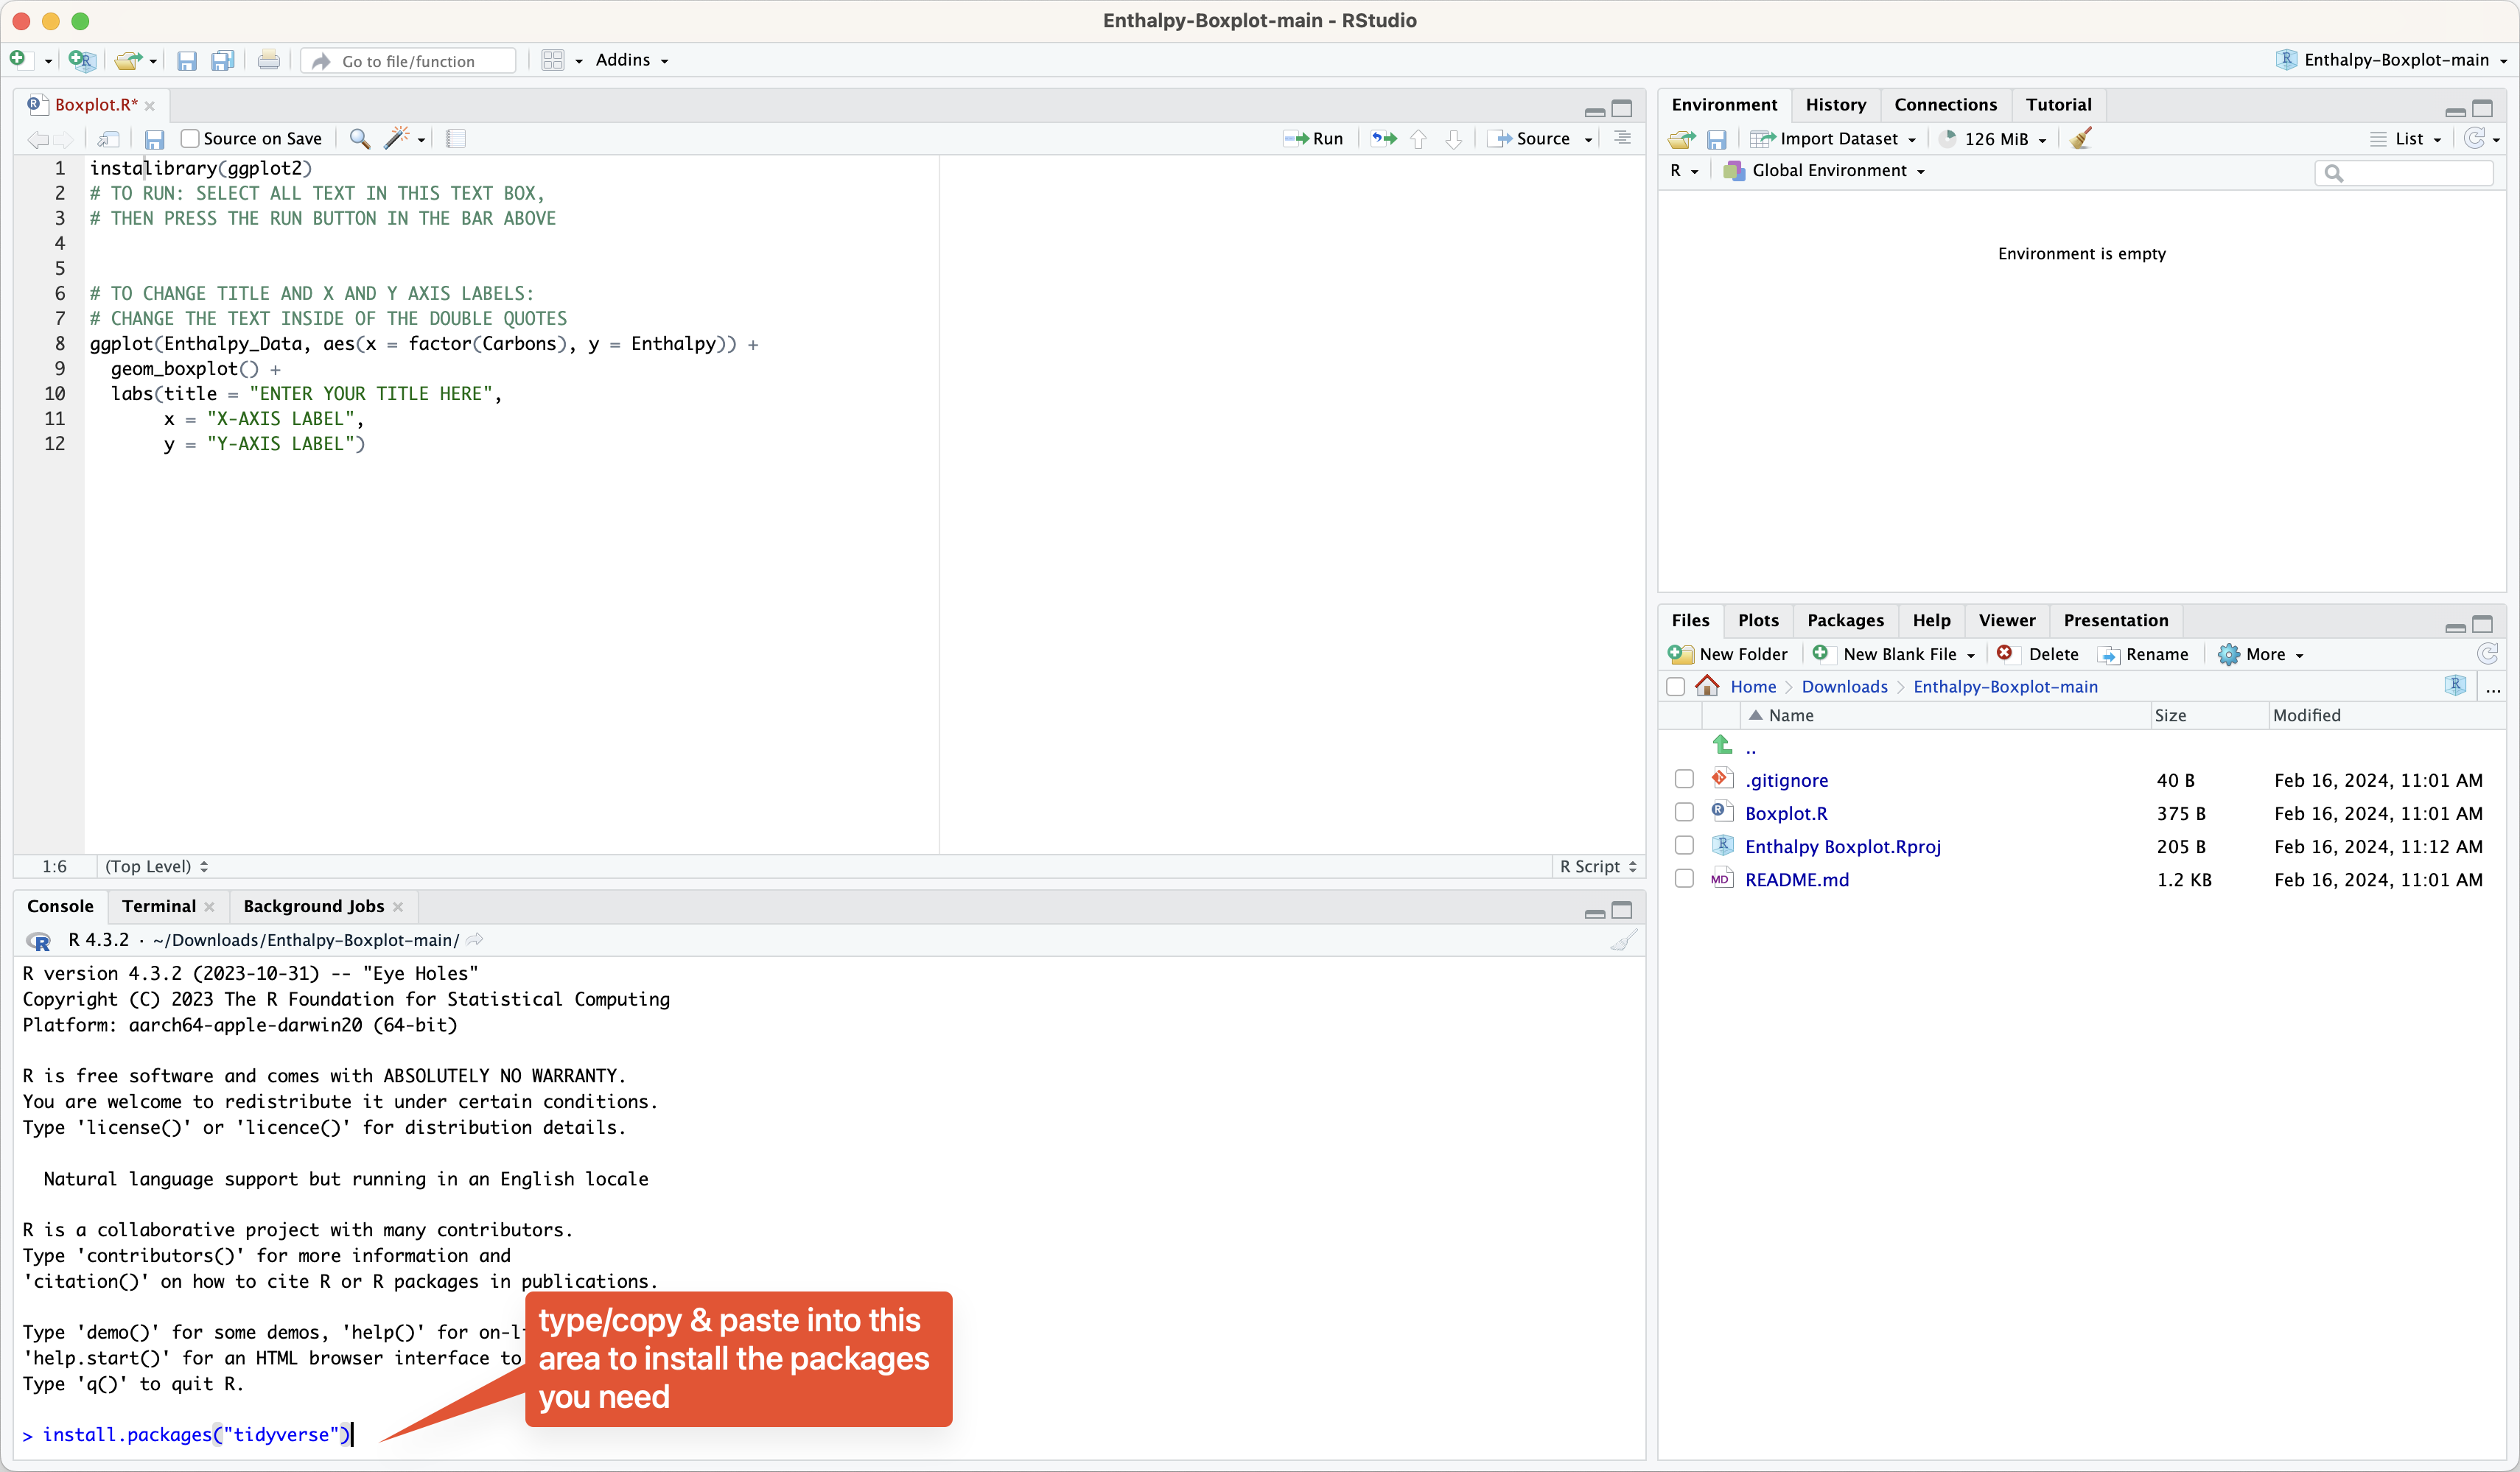 Enthalpy-Boxplot-main - RStudio
Go to file/function
Addins
Enthalpy-Boxplot-main
Boxplot.R*
Source on Save
Run
Source
1 instalibrary(ggplot2)
2 # TO RUN: SELECT ALL TEXT IN THIS TEXT BOX,
3 # THEN PRESS THE RUN BUTTON IN THE BAR ABOVE
4
5
6 # TO CHANGE TITLE AND X AND Y AXIS LABELS:
7 # CHANGE THE TEXT INSIDE OF THE DOUBLE QUOTES
8 ggplot(Enthalpy_Data, aes(x = factor(Carbons), y = Enthalpy)) +
9 geom_boxplot() +
10 labs(title = "ENTER YOUR TITLE HERE",
11 x = "X-AXIS LABEL",
12 y = "Y-AXIS LABEL")
1:6 (Top Level) R Script
Console Terminal Background Jobs
R 4.3.2 · ~/Downloads/Enthalpy-Boxplot-main/
R version 4.3.2 (2023-10-31) -- "Eye Holes"
Copyright (C) 2023 The R Foundation for Statistical Computing
Platform: aarch64-apple-darwin20 (64-bit)
R is free software and comes with ABSOLUTELY NO WARRANTY.
You are welcome to redistribute it under certain conditions.
Type 'license()' or 'licence()' for distribution details.
Natural language support but running in an English locale
R is a collaborative project with many contributors.
Type 'contributors()' for more information and
'citation()' on how to cite R or R packages in publications.
Type 'demo()' for some demos, 'help()' for on-
'help.start()' for an HTML browser interface to
Type 'q()' to quit R.
> install.packages("tidyverse")
type/copy & paste into this
area to install the packages
you need
Environment History Connections Tutorial
Import Dataset 126 MiB List
R Global Environment
Environment is empty
Files Plots Packages Help Viewer Presentation
New Folder New Blank File Delete Rename More
Home Downloads Enthalpy-Boxplot-main ...
Name Size Modified
..
.gitignore 40 B Feb 16, 2024, 11:01 AM
Boxplot.R 375 B Feb 16, 2024, 11:01 AM
Enthalpy Boxplot.Rproj 205 B Feb 16, 2024, 11:12 AM
MD README.md 1.2 KB Feb 16, 2024, 11:01 AM